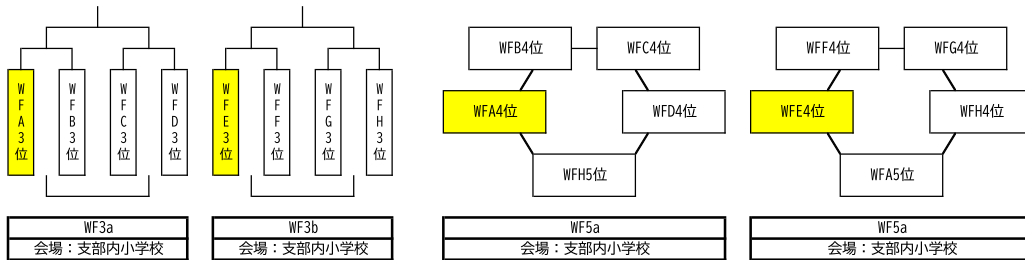 WFB4位
WFC4位
WFF4位
WFG4位
WFA3位
WFB3位
WFC3位
WFD3位
WFE3位
WFF3位
WFG3位
WFH3位
WFA4位
WFD4位
WFE4位
WFH4位
WFH5位
WFA5位
WF3a
WF3b
WF5a
WF5a
会場：支部内小学校
会場：支部内小学校
会場：支部内小学校
会場：支部内小学校